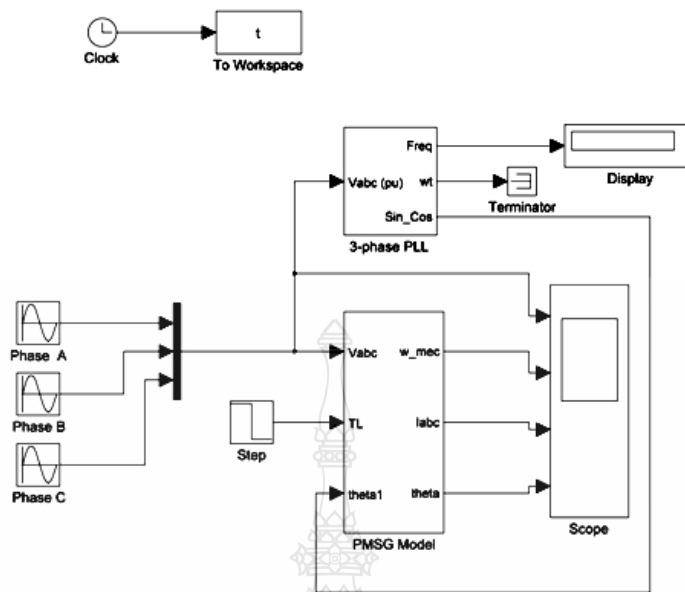 t
Clock
To Workspace
Freq
Vabc (pu)
wt
Sin_Cos
3-phase PLL
Display
Terminator
Phase A
Phase B
Phase C
Step
Vabc
w_mec
TL
Iabc
theta1
theta
PMSG Model
Scope